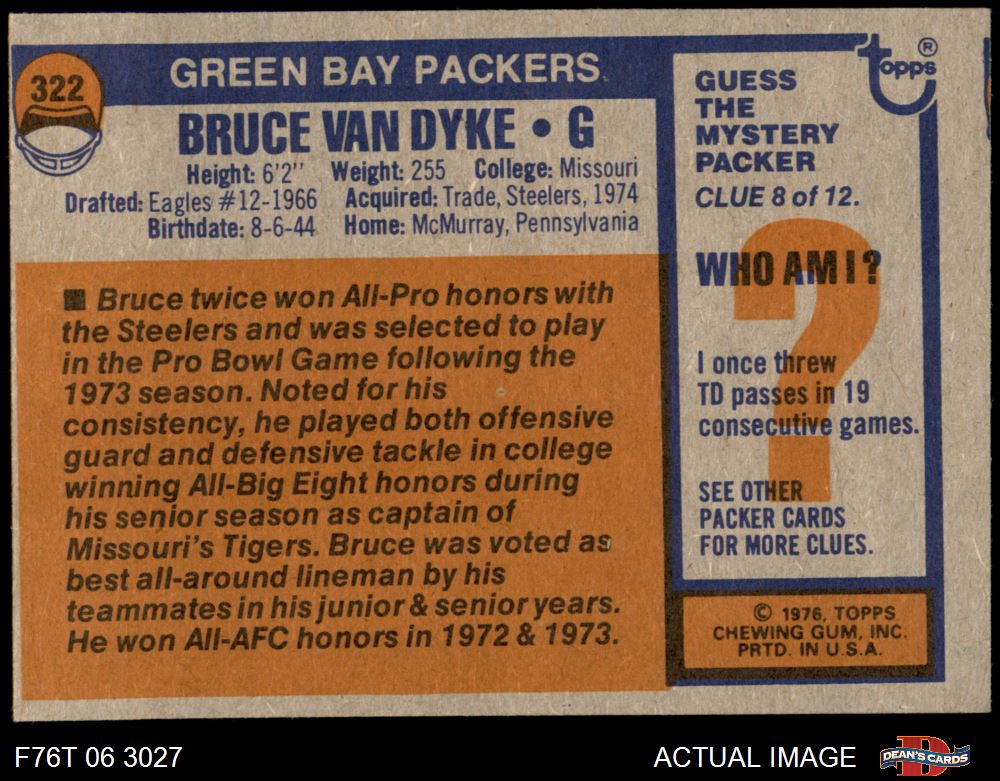 322
GREEN BAY PACKERS
BRUCE VAN DYKE • G
Height: 6'2'' Weight: 255 College: Missouri
Drafted: Eagles #12-1966 Acquired: Trade, Steelers, 1974
Birthdate: 8-6-44 Home: McMurray, Pennsylvania
■ Bruce twice won All-Pro honors with
the Steelers and was selected to play
in the Pro Bowl Game following the
1973 season. Noted for his
consistency, he played both offensive
guard and defensive tackle in college
winning All-Big Eight honors during
his senior season as captain of
Missouri's Tigers. Bruce was voted as
best all-around lineman by his
teammates in his junior & senior years.
He won All-AFC honors in 1972 & 1973.
topps®
GUESS
THE
MYSTERY
PACKER
CLUE 8 of 12.
WHO AM I?
?
I once threw
TD passes in 19
consecutive games.
SEE OTHER
PACKER CARDS
FOR MORE CLUES.
© 1976, TOPPS
CHEWING GUM, INC.
PRTD. IN U.S.A.
F76T 06 3027
ACTUAL IMAGE
DEAN'S CARDS